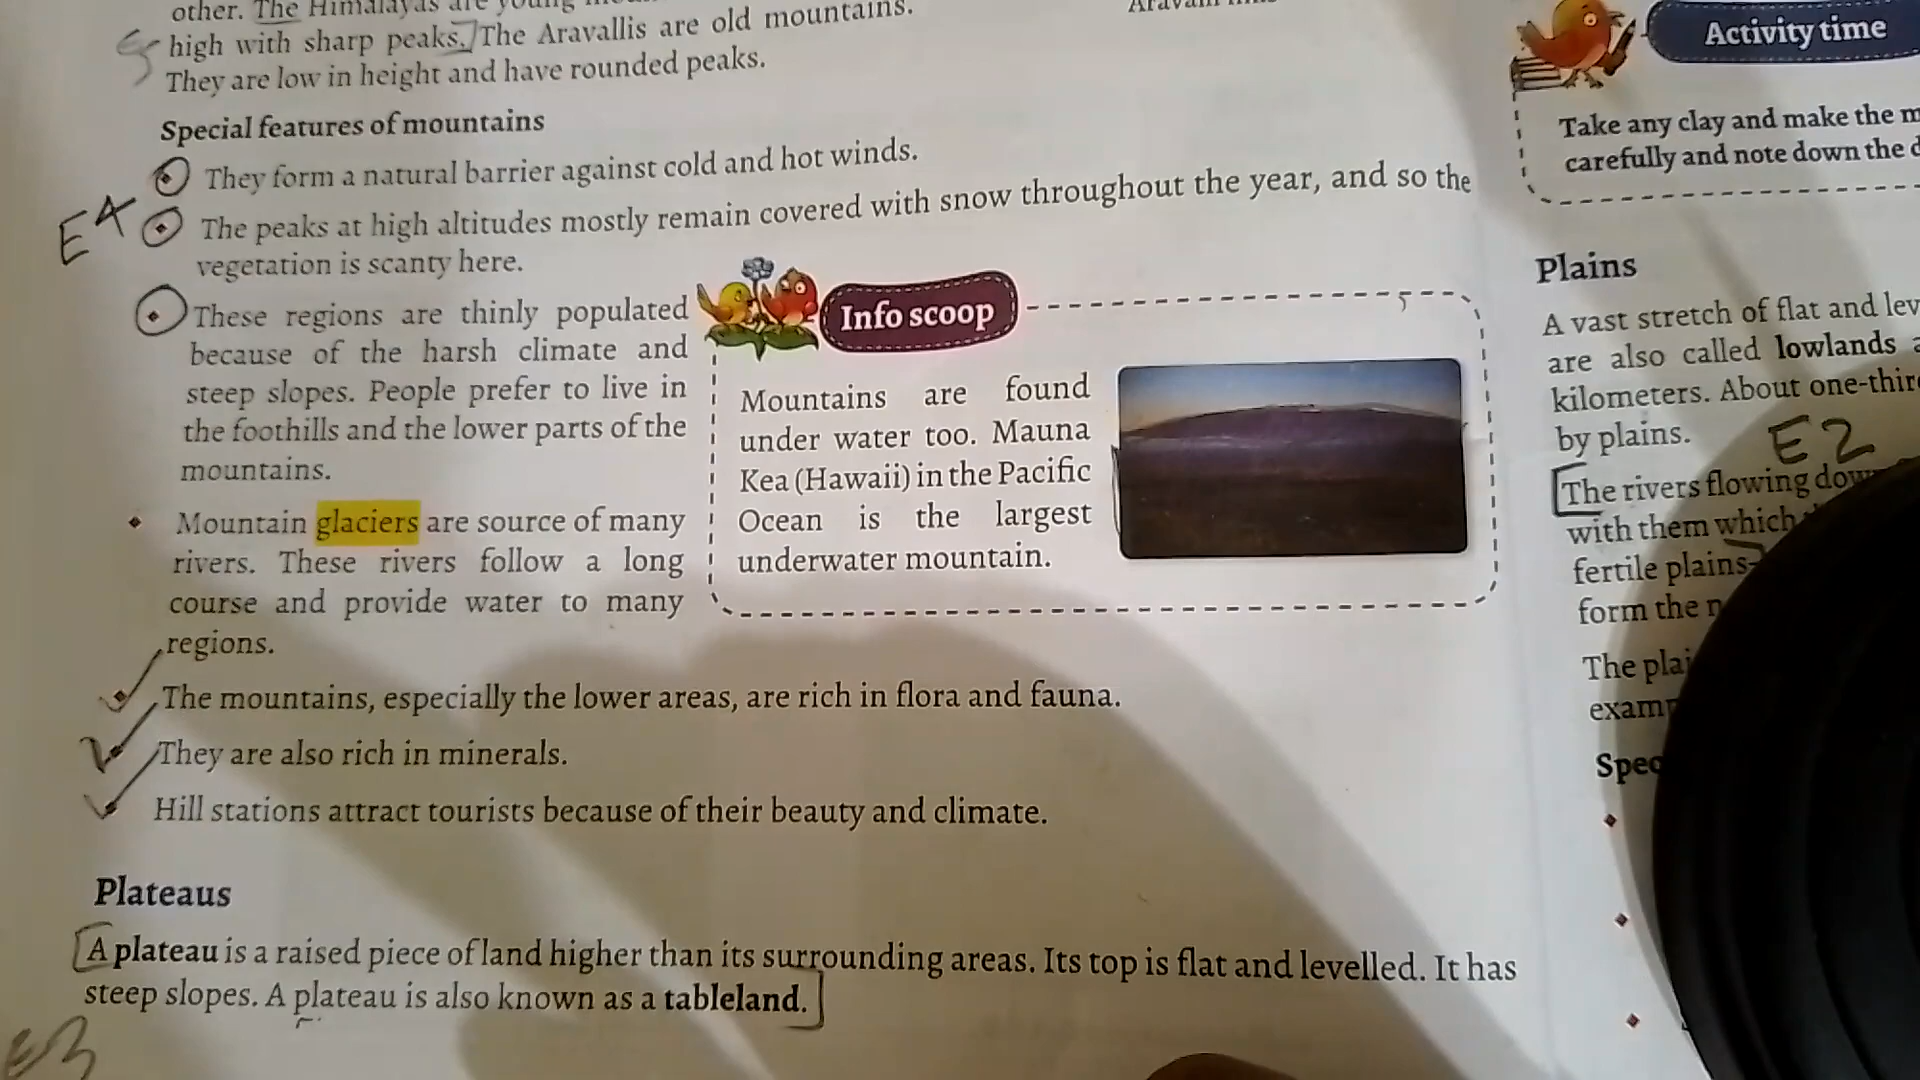 other. The Himalayas are young
high with sharp peaks. The Aravallis are old mountains.
They are low in height and have rounded peaks.
Special features of mountains
They form a natural barrier against cold and hot winds.
E4
The peaks at high altitudes mostly remain covered with snow throughout the year, and so the
vegetation is scanty here.
These regions are thinly populated
because of the harsh climate and
steep slopes. People prefer to live in
the foothills and the lower parts of the
mountains.
Mountain glaciers are source of many
rivers. These rivers follow a long
course and provide water to many
regions.
Info scoop
Mountains are found
under water too. Mauna
Kea (Hawaii) in the Pacific
Ocean is the largest
underwater mountain.
The mountains, especially the lower areas, are rich in flora and fauna.
They are also rich in minerals.
Hill stations attract tourists because of their beauty and climate.
Plateaus
A plateau is a raised piece of land higher than its surrounding areas. Its top is flat and levelled. It has
steep slopes. A plateau is also known as a tableland.
E3
Activity time
Take any clay and make the m
carefully and note down the d
Plains
A vast stretch of flat and lev
are also called lowlands a
kilometers. About one-thir
by plains.
E2
The rivers flowing dow
with them which
fertile plains
form the n
The plai
examp
Spec